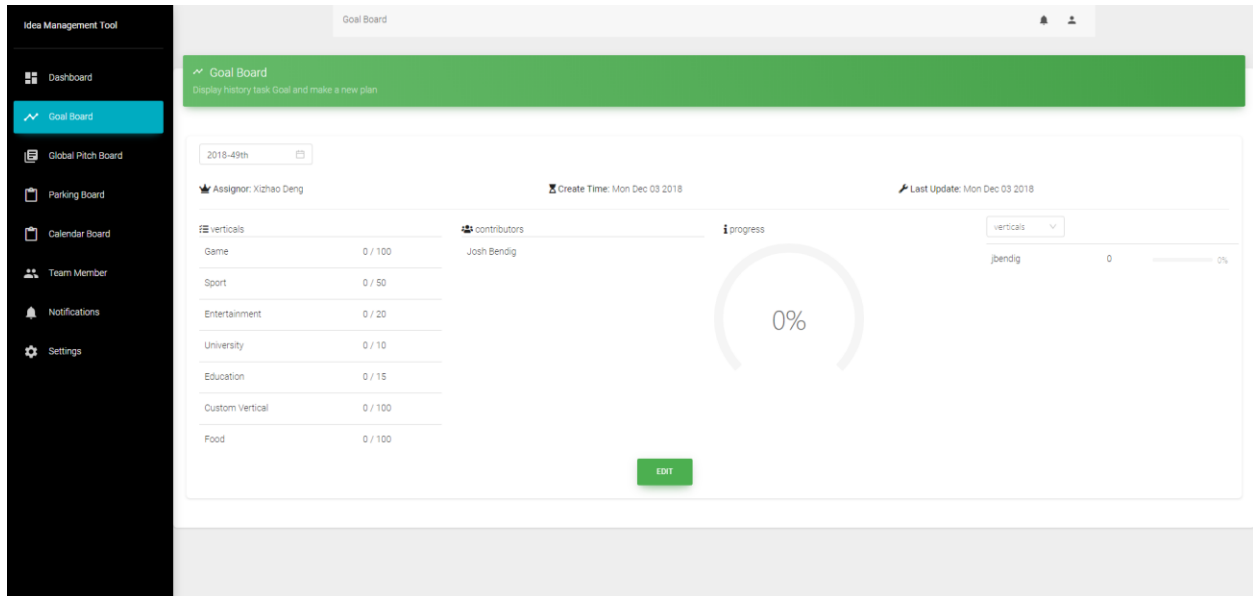 Idea Management Tool
Dashboard
Goal Board
Global Pitch Board
Parking Board
Calendar Board
Team Member
Notifications
Settings
Goal Board
Goal Board
Display history task Goal and make a new plan
2018-49th
Assignor: Xizhao Deng
Create Time: Mon Dec 03 2018
Last Update: Mon Dec 03 2018
verticals
Game 0 / 100
Sport 0 / 50
Entertainment 0 / 20
University 0 / 10
Education 0 / 15
Custom Vertical 0 / 100
Food 0 / 100
contributors
Josh Bendig
progress
0%
verticals
jbendig 0 0%
EDIT